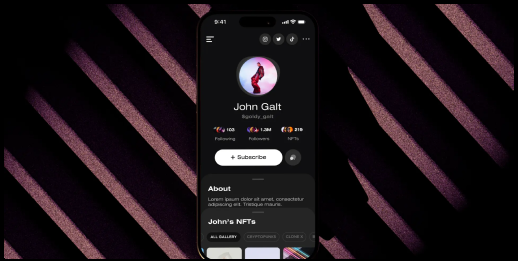 9:41
John Galt
@goldy_galt
103 1.3M 219
Following Followers NFTs
+ Subscribe
About
Lorem ipsum dolor sit amet, consectetur
adipiscing elit. Tristique mauris.
John's NFTs
ALL GALLERY CRYPTOPUNKS